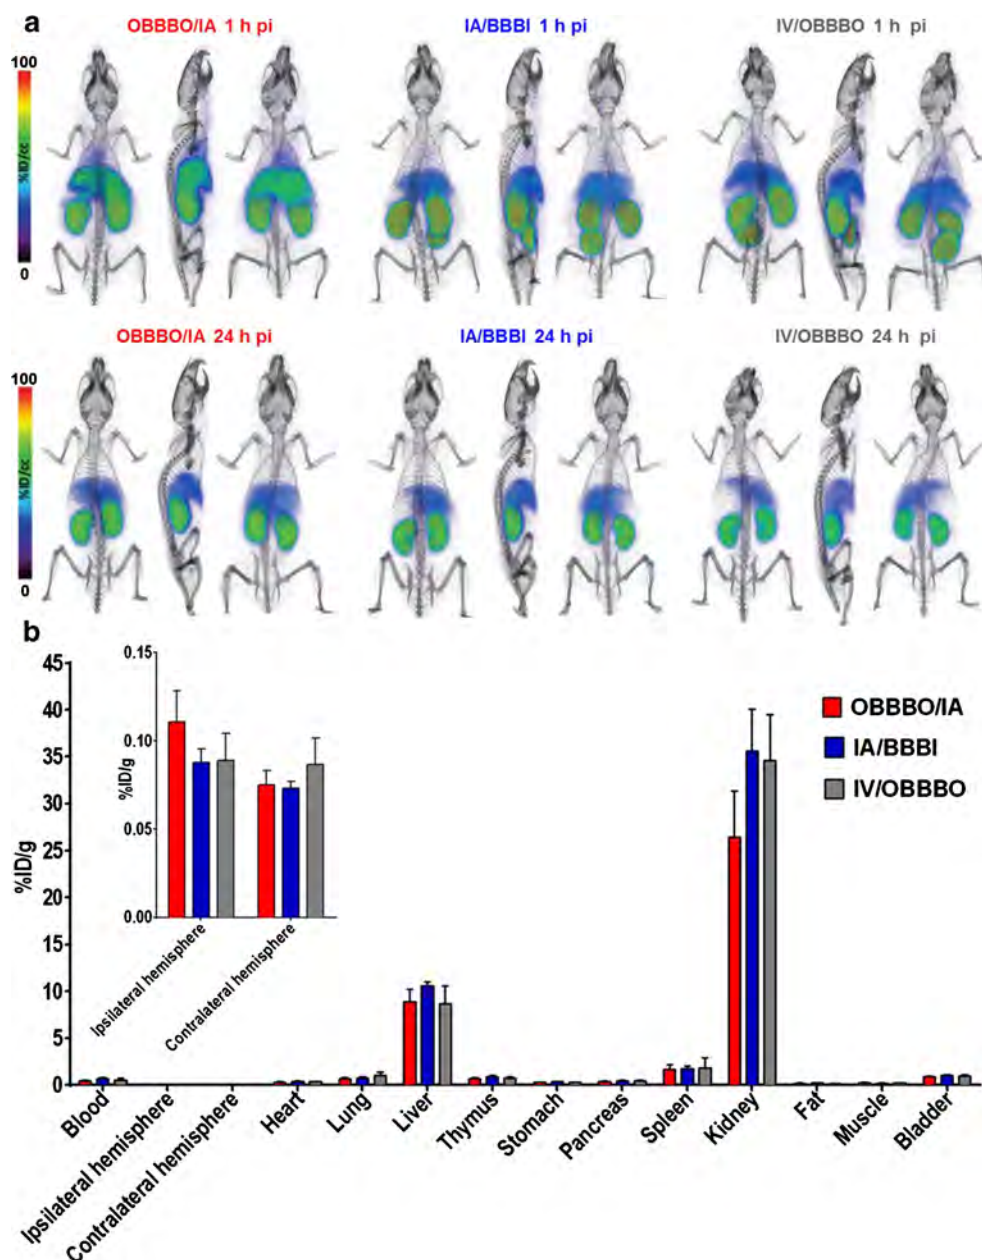 a
OBBBO/IA 1 h pi
IA/BBBI 1 h pi
IV/OBBBO 1 h pi
100
%ID/cc
0
OBBBO/IA 24 h pi
IA/BBBI 24 h pi
IV/OBBBO 24 h pi
100
%ID/cc
0
b
%ID/g
45
40
35
30
25
20
15
10
5
0
%ID/g
0.15
0.10
0.05
0.00
Ipsilateral hemisphere
Contralateral hemisphere
OBBBO/IA
IA/BBBI
IV/OBBBO
Blood
Ipsilateral hemisphere
Contralateral hemisphere
Heart
Lung
Liver
Thymus
Stomach
Pancreas
Spleen
Kidney
Fat
Muscle
Bladder